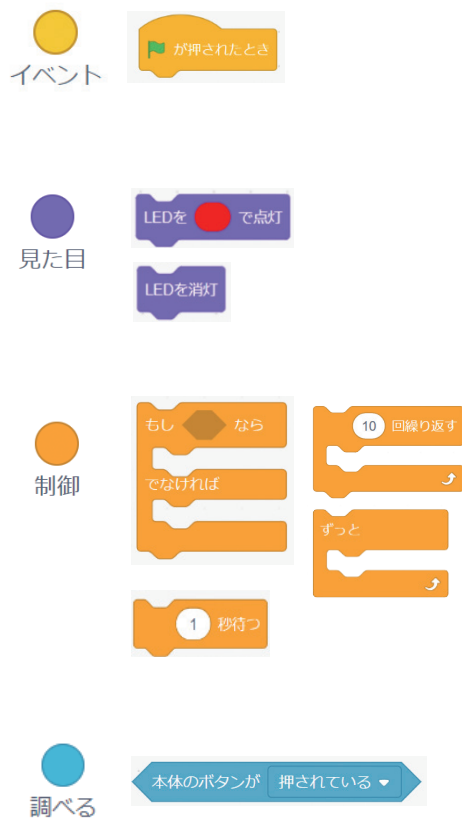 イベント
が押されたとき
見た目
LEDを で点灯
LEDを消灯
制御
もし なら
でなければ
10 回繰り返す
ずっと
1 秒待つ
調べる
本体のボタンが 押されている